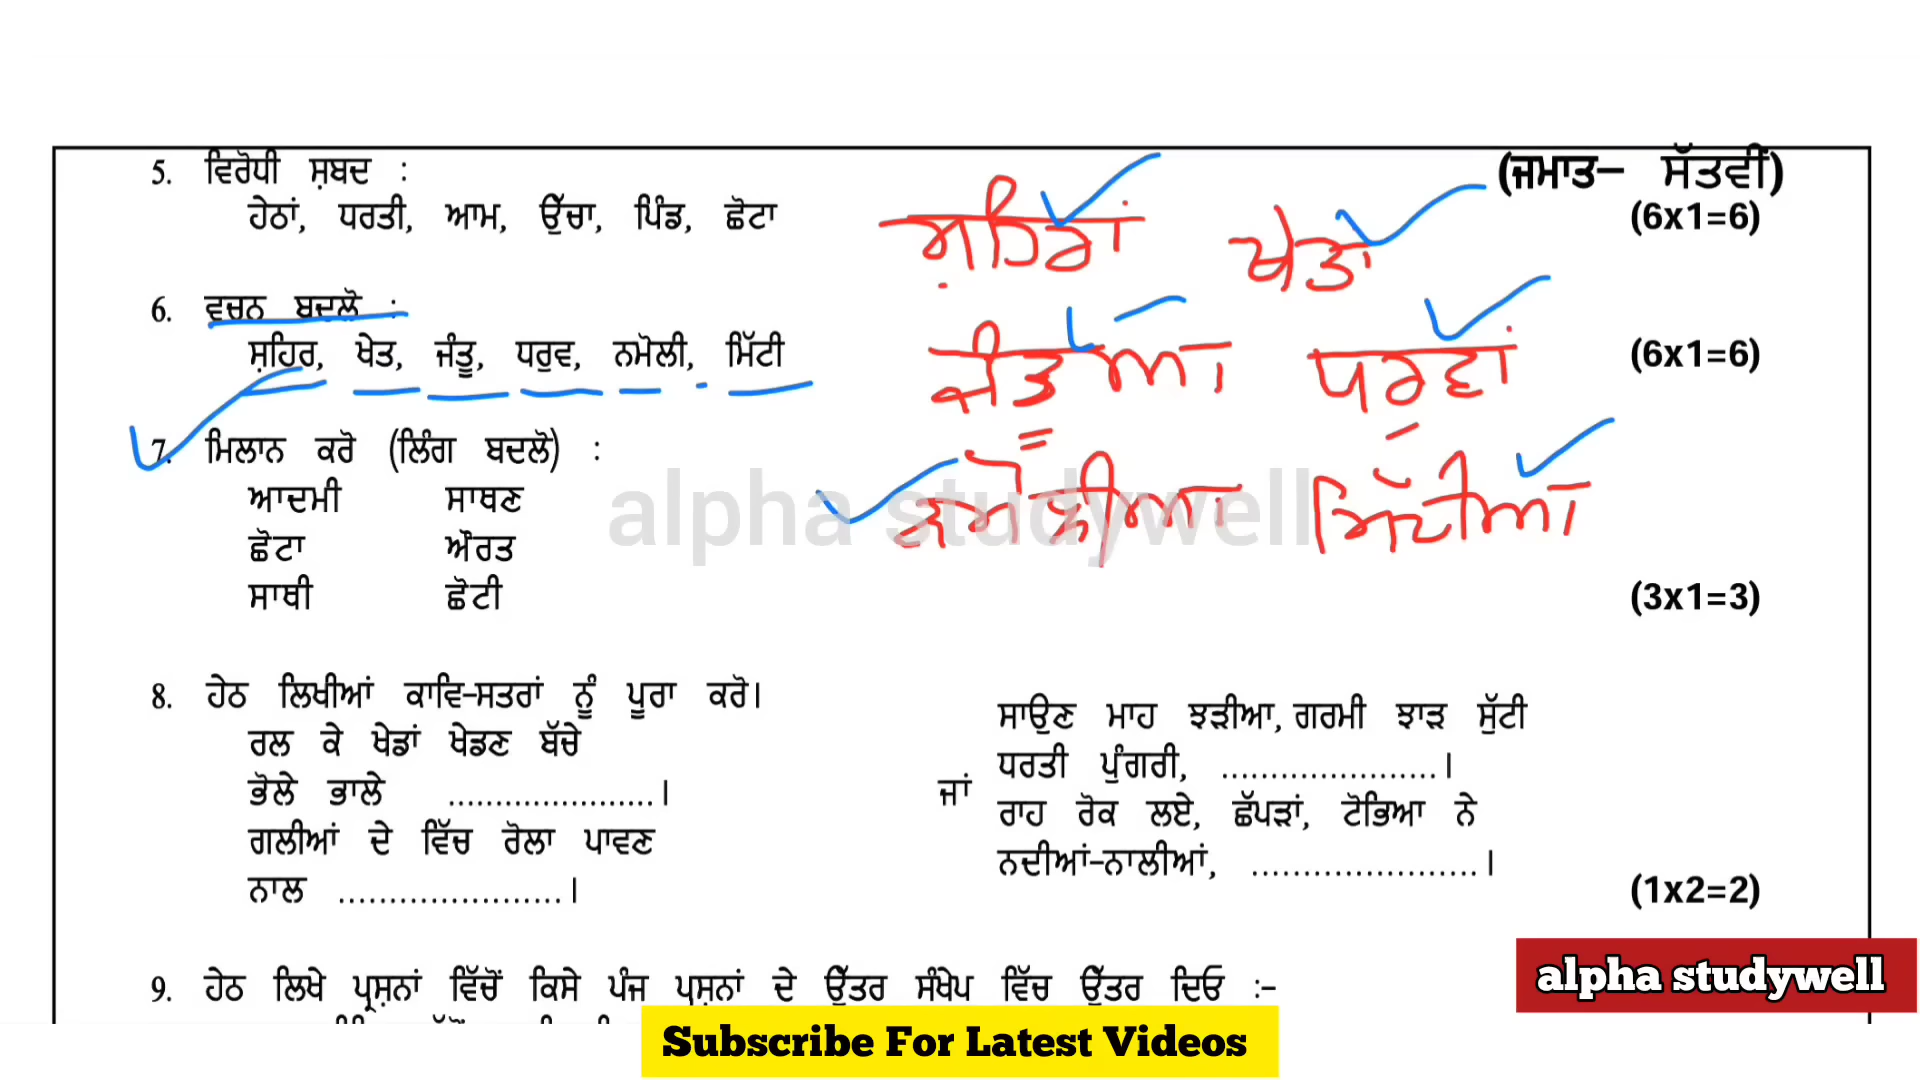 (ਜਮਾਤ– ਸੱਤਵੀਂ)
5. ਵਿਰੋਧੀ ਸ਼ਬਦ :
ਹੇਠਾਂ, ਧਰਤੀ, ਆਮ, ਉੱਚਾ, ਪਿੰਡ, ਛੋਟਾ (6x1=6)
ਸ਼ਹਿਰਾਂ ਖੇਤਾਂ
6. ਵਚਨ ਬਦਲੋ :
ਸ਼ਹਿਰ, ਖੇਤ, ਜੰਤੂ, ਧਰੁਵ, ਨਮੋਲੀ, ਮਿੱਟੀ (6x1=6)
ਜੰਤੂਆਂ ਧਰੁਵਾਂ
7. ਮਿਲਾਨ ਕਰੋ (ਲਿੰਗ ਬਦਲੋ) :
ਨਮੋਲੀਆਂ ਮਿੱਟੀਆਂ
ਆਦਮੀ ਸਾਥਣ
ਛੋਟਾ ਔਰਤ
ਸਾਥੀ ਛੋਟੀ (3x1=3)
alpha studywell
8. ਹੇਠ ਲਿਖੀਆਂ ਕਾਵਿ-ਸਤਰਾਂ ਨੂੰ ਪੂਰਾ ਕਰੋ।
ਰਲ ਕੇ ਖੇਡਾਂ ਖੇਡਣ ਬੱਚੇ
ਭੋਲੇ ਭਾਲੇ ......................।
ਗਲੀਆਂ ਦੇ ਵਿੱਚ ਰੋਲਾ ਪਾਵਣ
ਨਾਲ ......................।
ਜਾਂ
ਸਾਉਣ ਮਾਹ ਝੜੀਆ, ਗਰਮੀ ਝਾੜ ਸੁੱਟੀ
ਧਰਤੀ ਪੁੰਗਰੀ, ......................।
ਰਾਹ ਰੋਕ ਲਏ, ਛੱਪੜਾਂ, ਟੋਭਿਆ ਨੇ
ਨਦੀਆਂ-ਨਾਲੀਆਂ, ......................।
(1x2=2)
9. ਹੇਠ ਲਿਖੇ ਪ੍ਰਸ਼ਨਾਂ ਵਿੱਚੋਂ ਕਿਸੇ ਪੰਜ ਪ੍ਰਸ਼ਨਾਂ ਦੇ ਉੱਤਰ ਸੰਖੇਪ ਵਿੱਚ ਉੱਤਰ ਦਿਓ :-
alpha studywell
Subscribe For Latest Videos